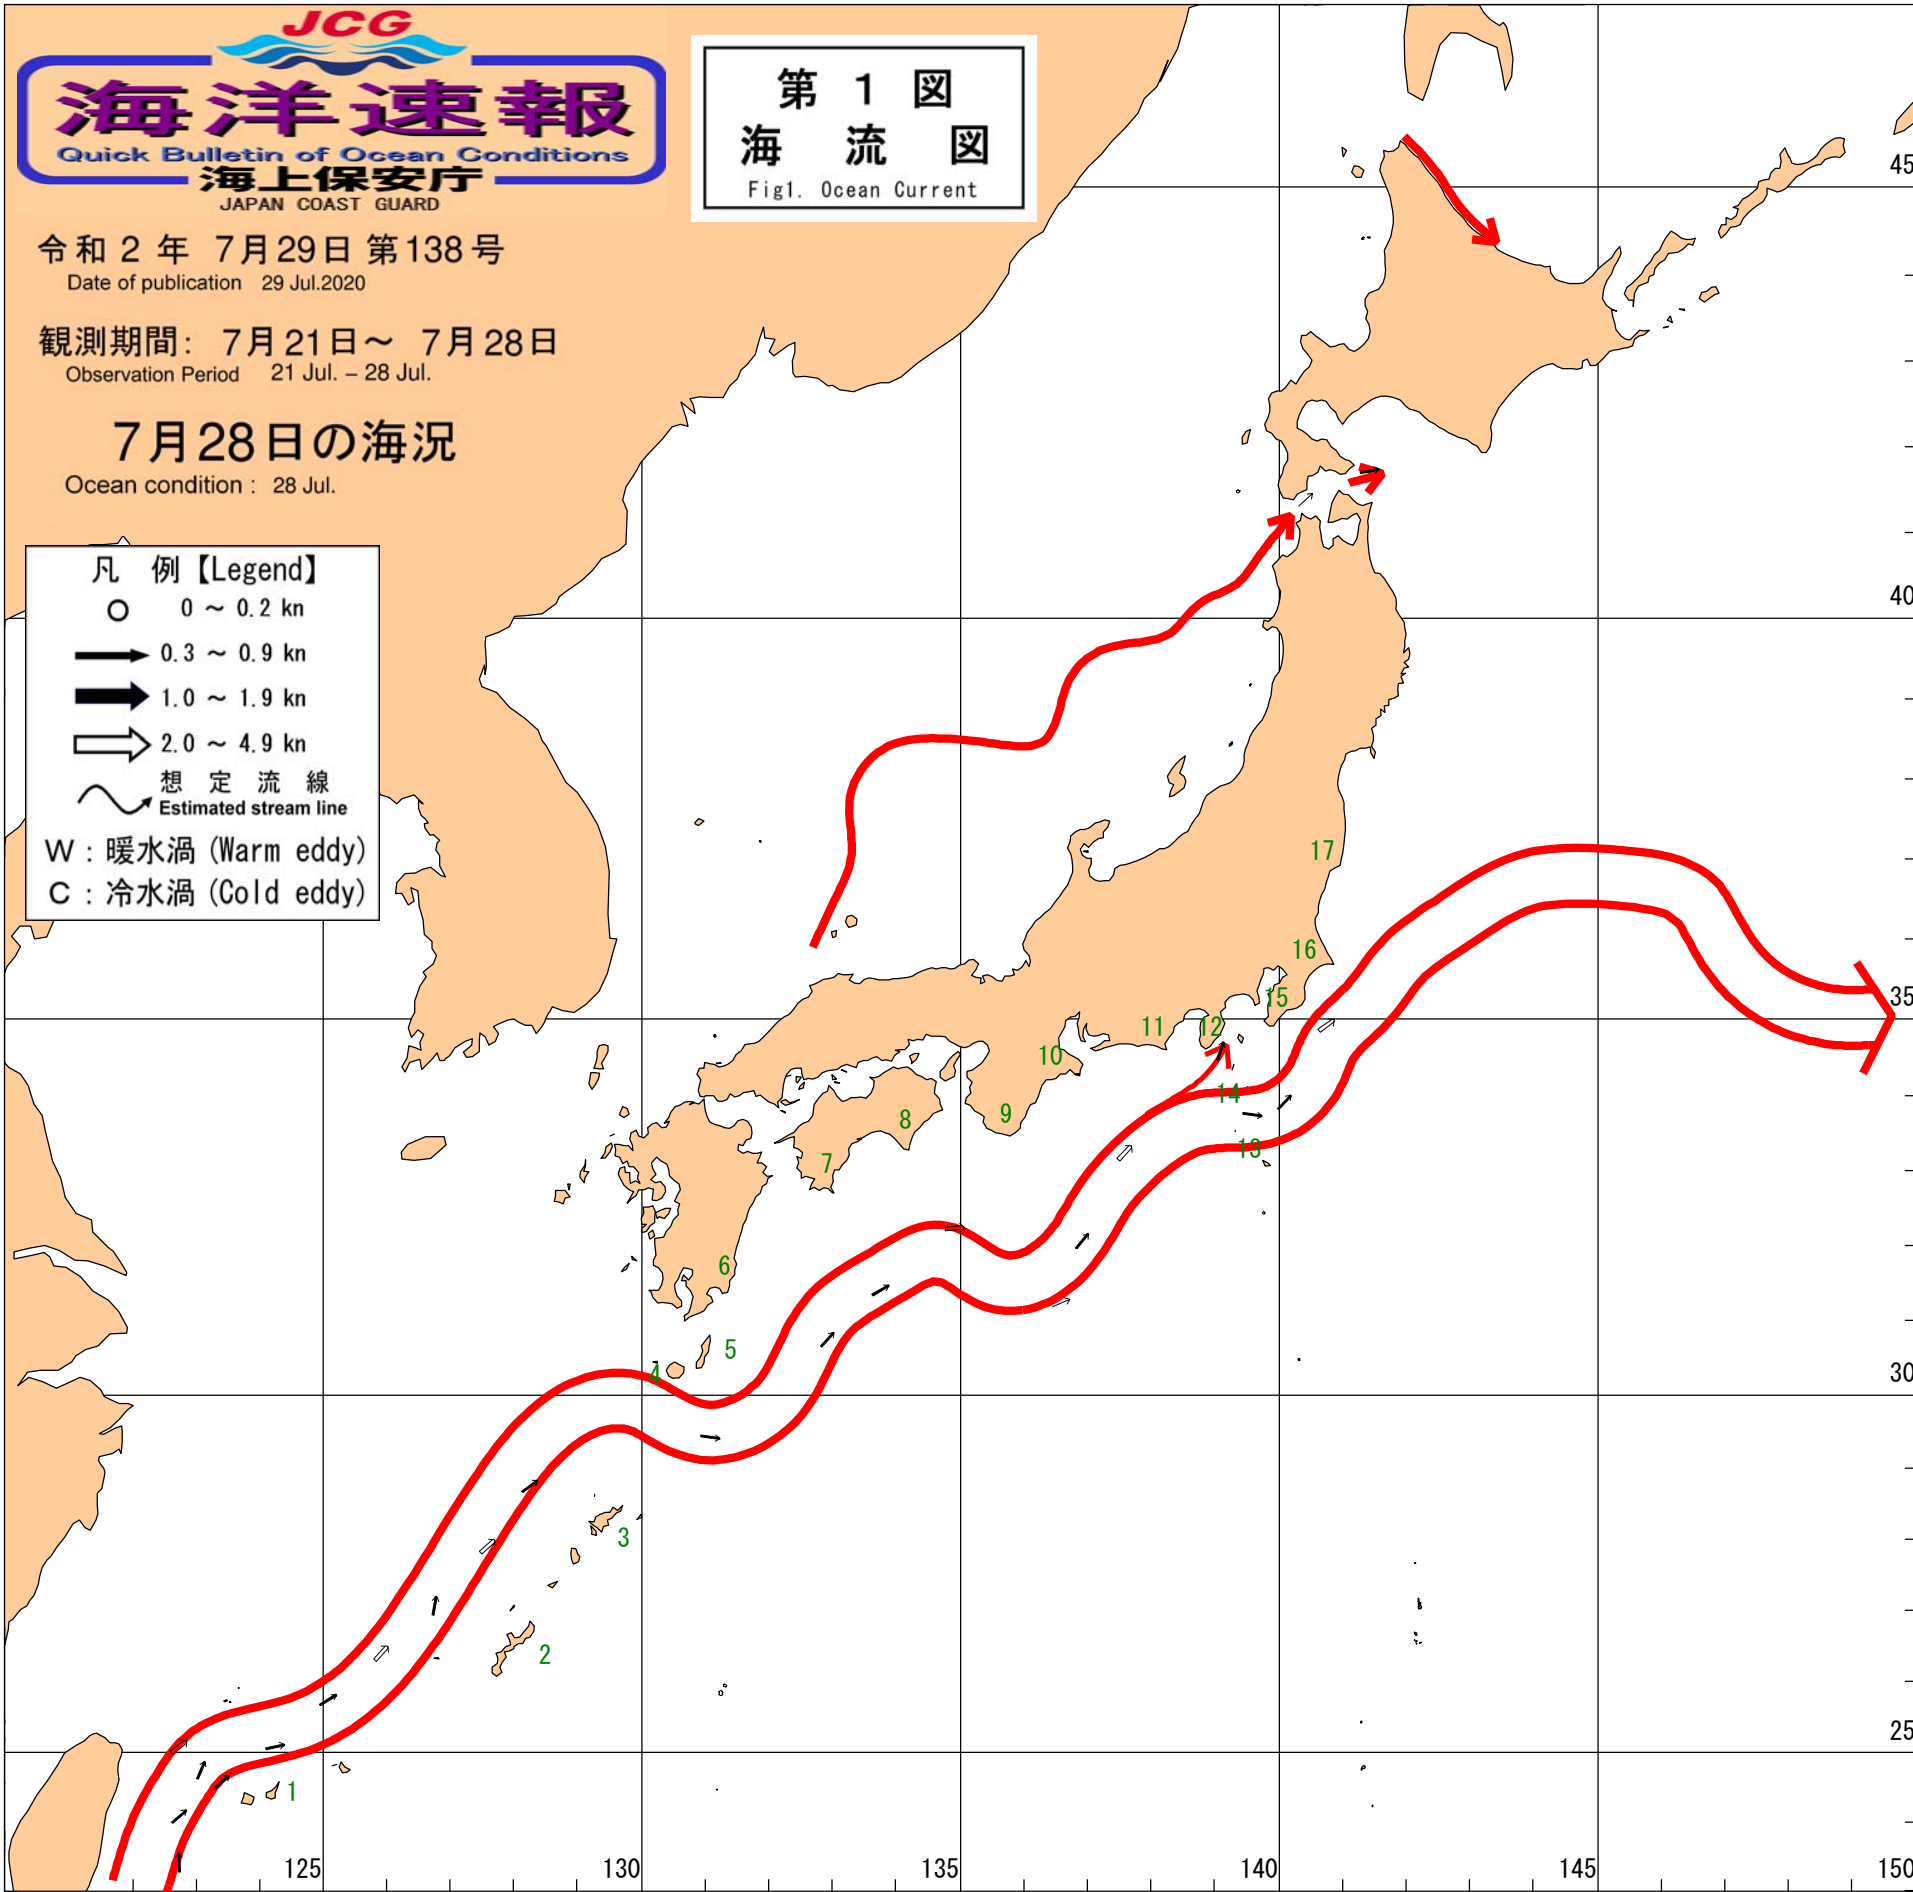 JCG
海洋速報
Quick Bulletin of Ocean Conditions
海上保安庁
JAPAN COAST GUARD
第 1 図
海 流 図
Fig1. Ocean Current
令和 2 年 7月29日 第138号
Date of publication 29 Jul.2020
観測期間: 7月21日～ 7月28日
Observation Period 21 Jul. – 28 Jul.
7月28日の海況
Ocean condition : 28 Jul.
凡 例【Legend】
0 ～ 0.2 kn
0.3 ～ 0.9 kn
1.0 ～ 1.9 kn
2.0 ～ 4.9 kn
想 定 流 線
Estimated stream line
W : 暖水渦 (Warm eddy)
C : 冷水渦 (Cold eddy)
45
40
17
16
15
35
11
12
10
14
9
8
13
7
6
5
4
30
3
2
25
1
125
130
135
140
145
150